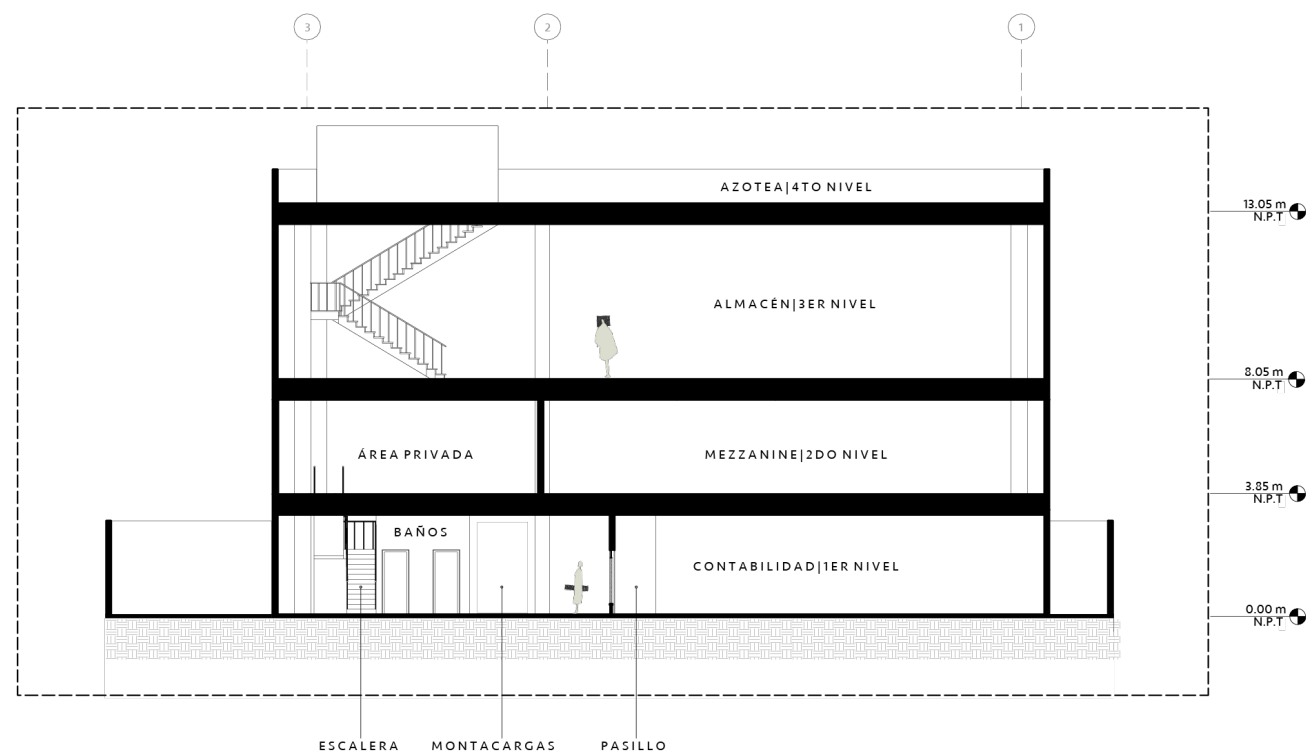 3
2
1
AZOTEA|4TO NIVEL
13.05 m
N.P.T
ALMACÉN|3ER NIVEL
8.05 m
N.P.T
ÁREA PRIVADA
MEZZANINE|2DO NIVEL
3.85 m
N.P.T
BAÑOS
CONTABILIDAD|1ER NIVEL
0.00 m
N.P.T
ESCALERA
MONTACARGAS
PASILLO